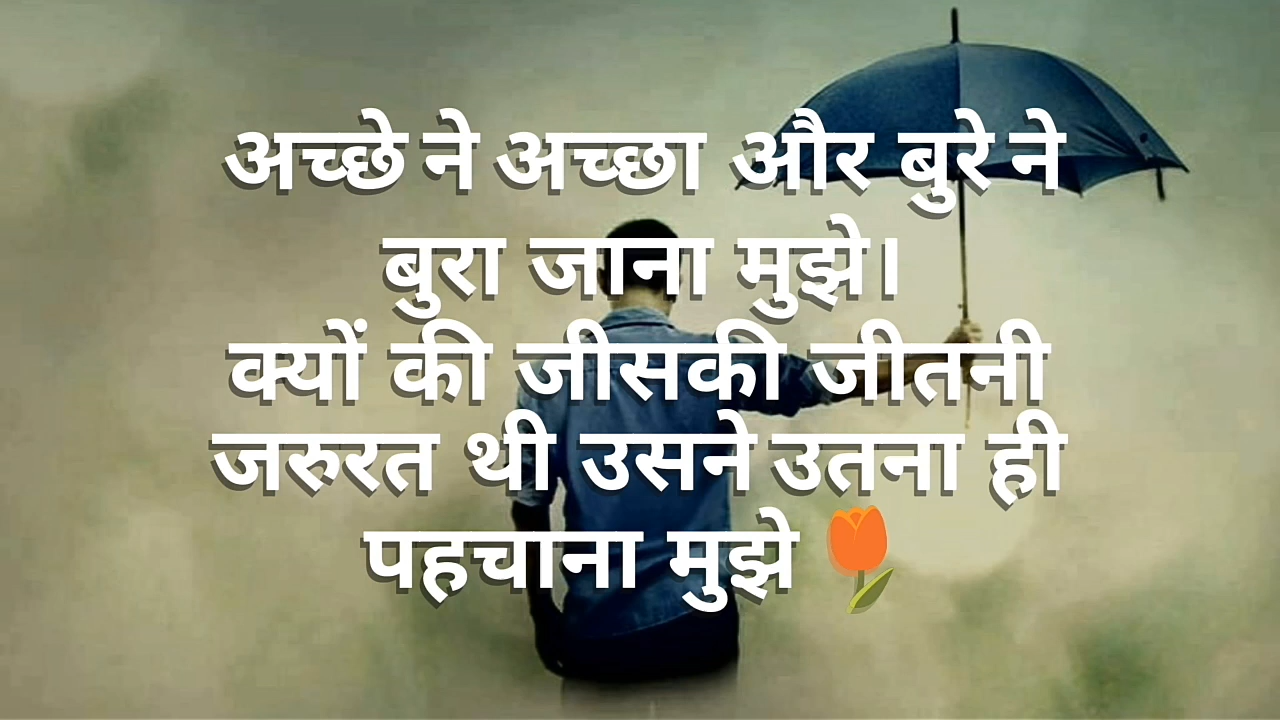 अच्छे ने अच्छा और बुरे ने
बुरा जाना मुझे।
क्यों की जीसकी जीतनी
जरुरत थी उसने उतना ही
पहचाना मुझे 🌷